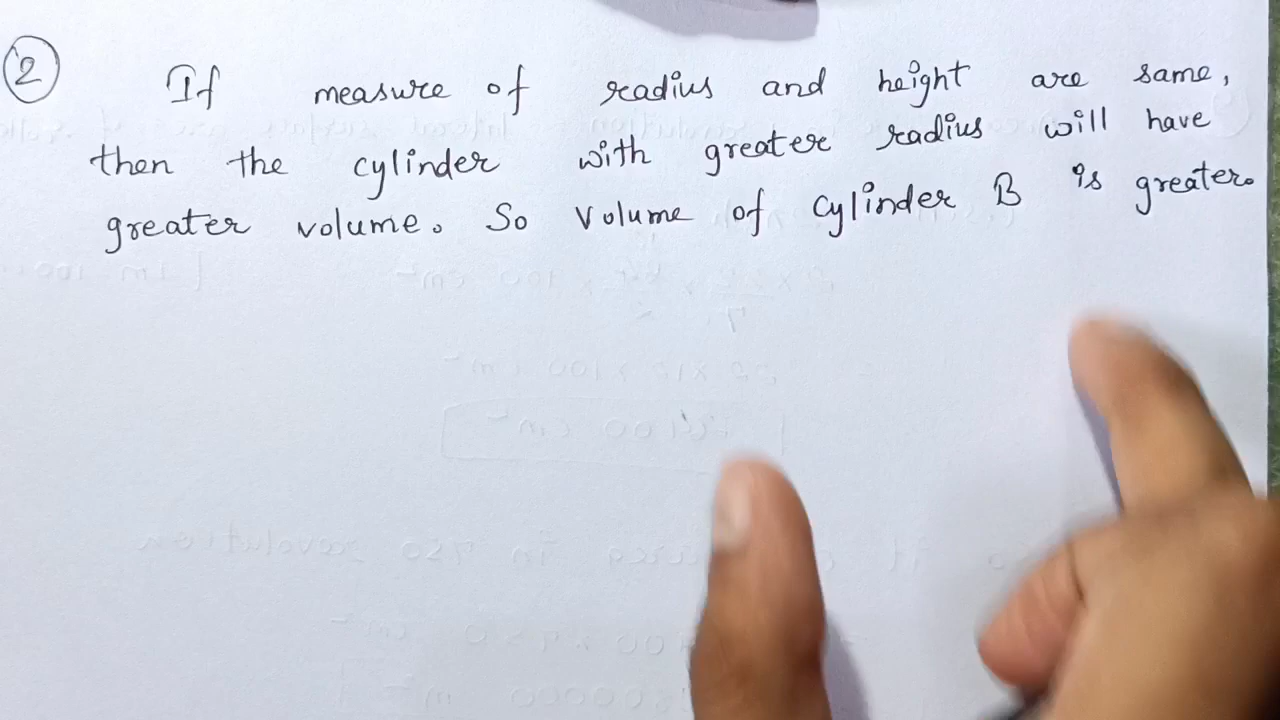 2 If measure of radius and height are same,
then the cylinder with greater radius will have
greater volume. So volume of cylinder B is greater.